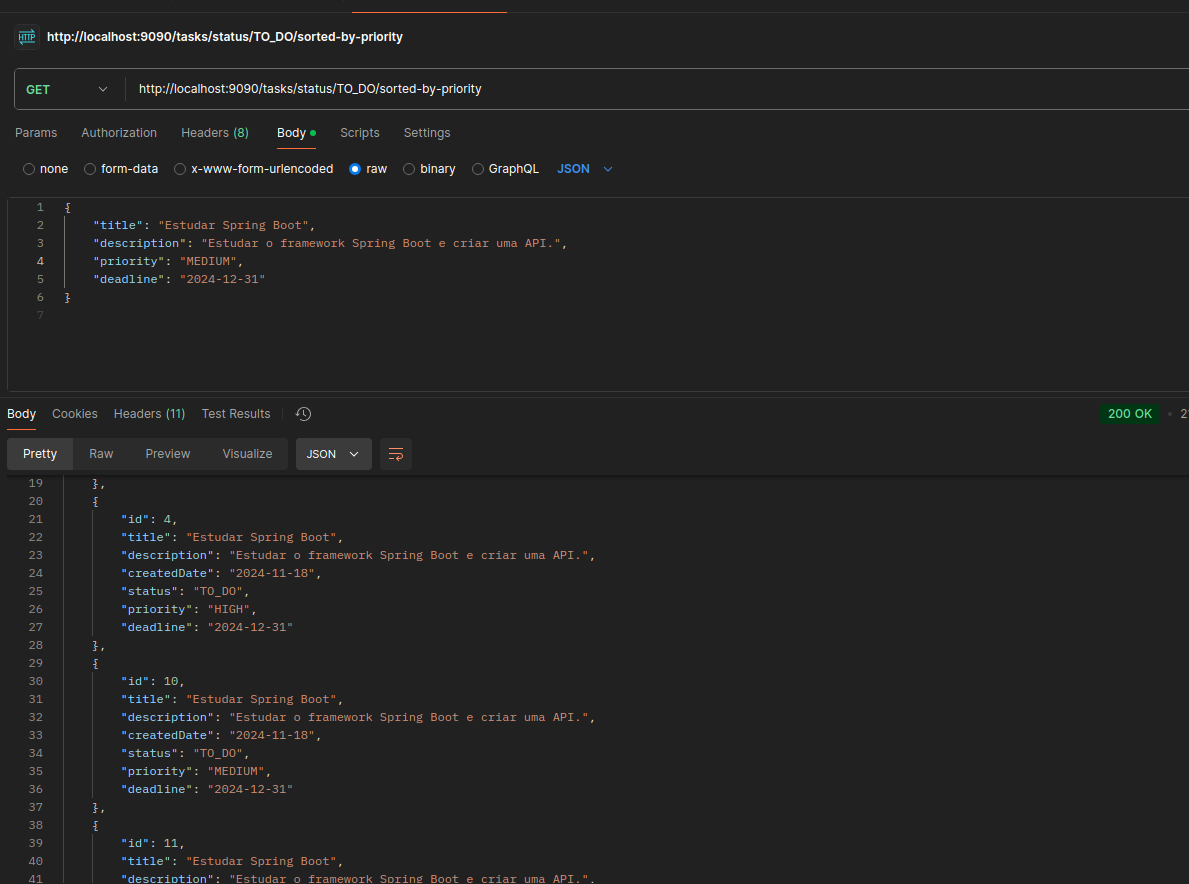 HTTP http://localhost:9090/tasks/status/TO_DO/sorted-by-priority
GET http://localhost:9090/tasks/status/TO_DO/sorted-by-priority
Params Authorization Headers (8) Body Scripts Settings
none form-data x-www-form-urlencoded raw binary GraphQL JSON
1 {
2 "title": "Estudar Spring Boot",
3 "description": "Estudar o framework Spring Boot e criar uma API.",
4 "priority": "MEDIUM",
5 "deadline": "2024-12-31"
6 }
7
Body Cookies Headers (11) Test Results 200 OK
Pretty Raw Preview Visualize JSON
19 },
20 {
21 "id": 4,
22 "title": "Estudar Spring Boot",
23 "description": "Estudar o framework Spring Boot e criar uma API.",
24 "createdDate": "2024-11-18",
25 "status": "TO_DO",
26 "priority": "HIGH",
27 "deadline": "2024-12-31"
28 },
29 {
30 "id": 10,
31 "title": "Estudar Spring Boot",
32 "description": "Estudar o framework Spring Boot e criar uma API.",
33 "createdDate": "2024-11-18",
34 "status": "TO_DO",
35 "priority": "MEDIUM",
36 "deadline": "2024-12-31"
37 },
38 {
39 "id": 11,
40 "title": "Estudar Spring Boot",
41 "description": "Estudar o framework Spring Boot e criar uma API.",